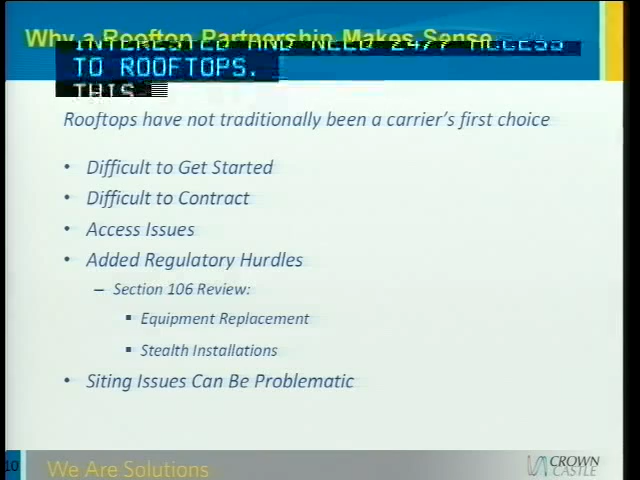 Why a Rooftop Partnership Makes Sense
INTERESTED AND NEED 24/7 ACCESS
TO ROOFTOPS.
THIS
Rooftops have not traditionally been a carrier's first choice
• Difficult to Get Started
• Difficult to Contract
• Access Issues
• Added Regulatory Hurdles
– Section 106 Review:
▪ Equipment Replacement
▪ Stealth Installations
• Siting Issues Can Be Problematic
10
We Are Solutions
CROWN
CASTLE